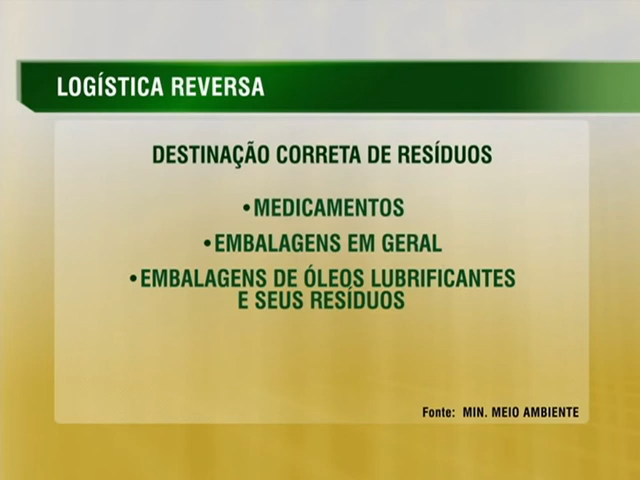 LOGÍSTICA REVERSA
DESTINAÇÃO CORRETA DE RESÍDUOS
•MEDICAMENTOS
•EMBALAGENS EM GERAL
•EMBALAGENS DE ÓLEOS LUBRIFICANTES
E SEUS RESÍDUOS
Fonte: MIN. MEIO AMBIENTE